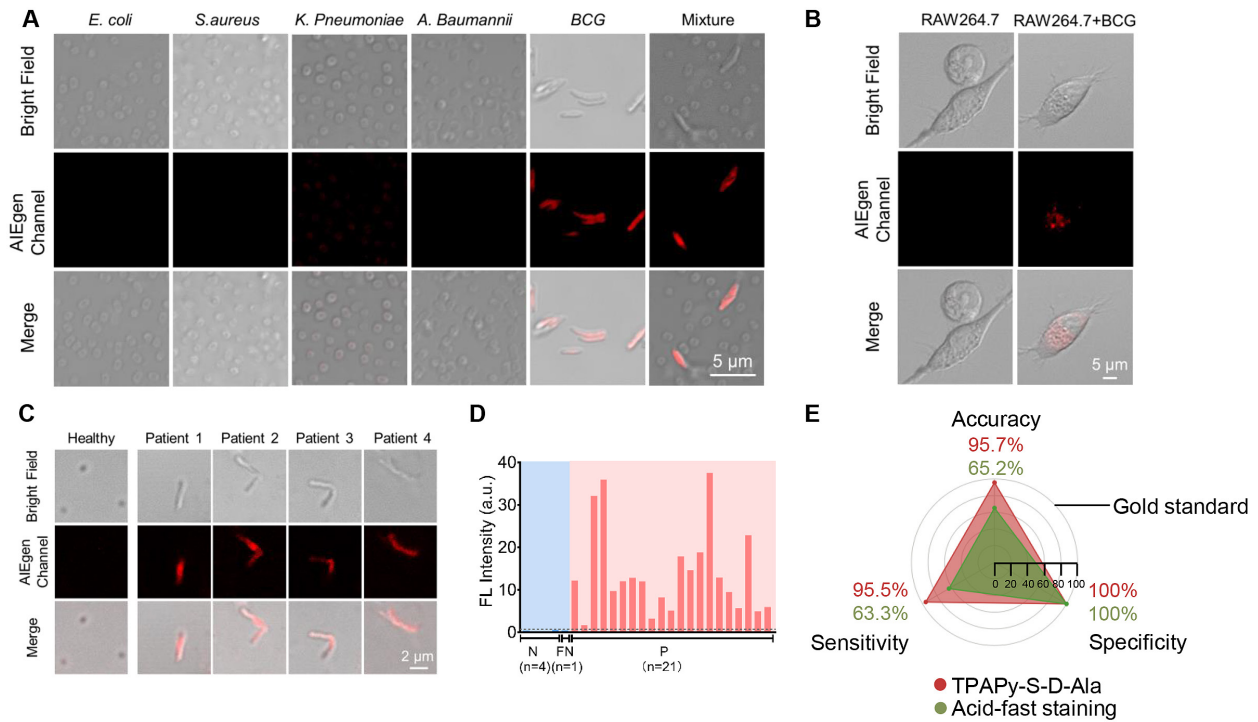 A
E. coli
S.aureus
K. Pneumoniae
A. Baumannii
BCG
Mixture
Bright Field
AIEgen
Channel
Merge
5 μm
B
RAW264.7
RAW264.7+BCG
Bright Field
AIEgen
Channel
Merge
5 μm
C
Healthy
Patient 1
Patient 2
Patient 3
Patient 4
Bright Field
AIEgen
Channel
Merge
2 μm
D
FL Intensity (a.u.)
40
30
20
10
0
N
FN
P
(n=4)
(n=1)
(n=21)
E
Accuracy
95.7%
65.2%
Gold standard
0 20 40 60 80 100
95.5%
63.3%
Sensitivity
100%
100%
Specificity
TPAPy-S-D-Ala
Acid-fast staining